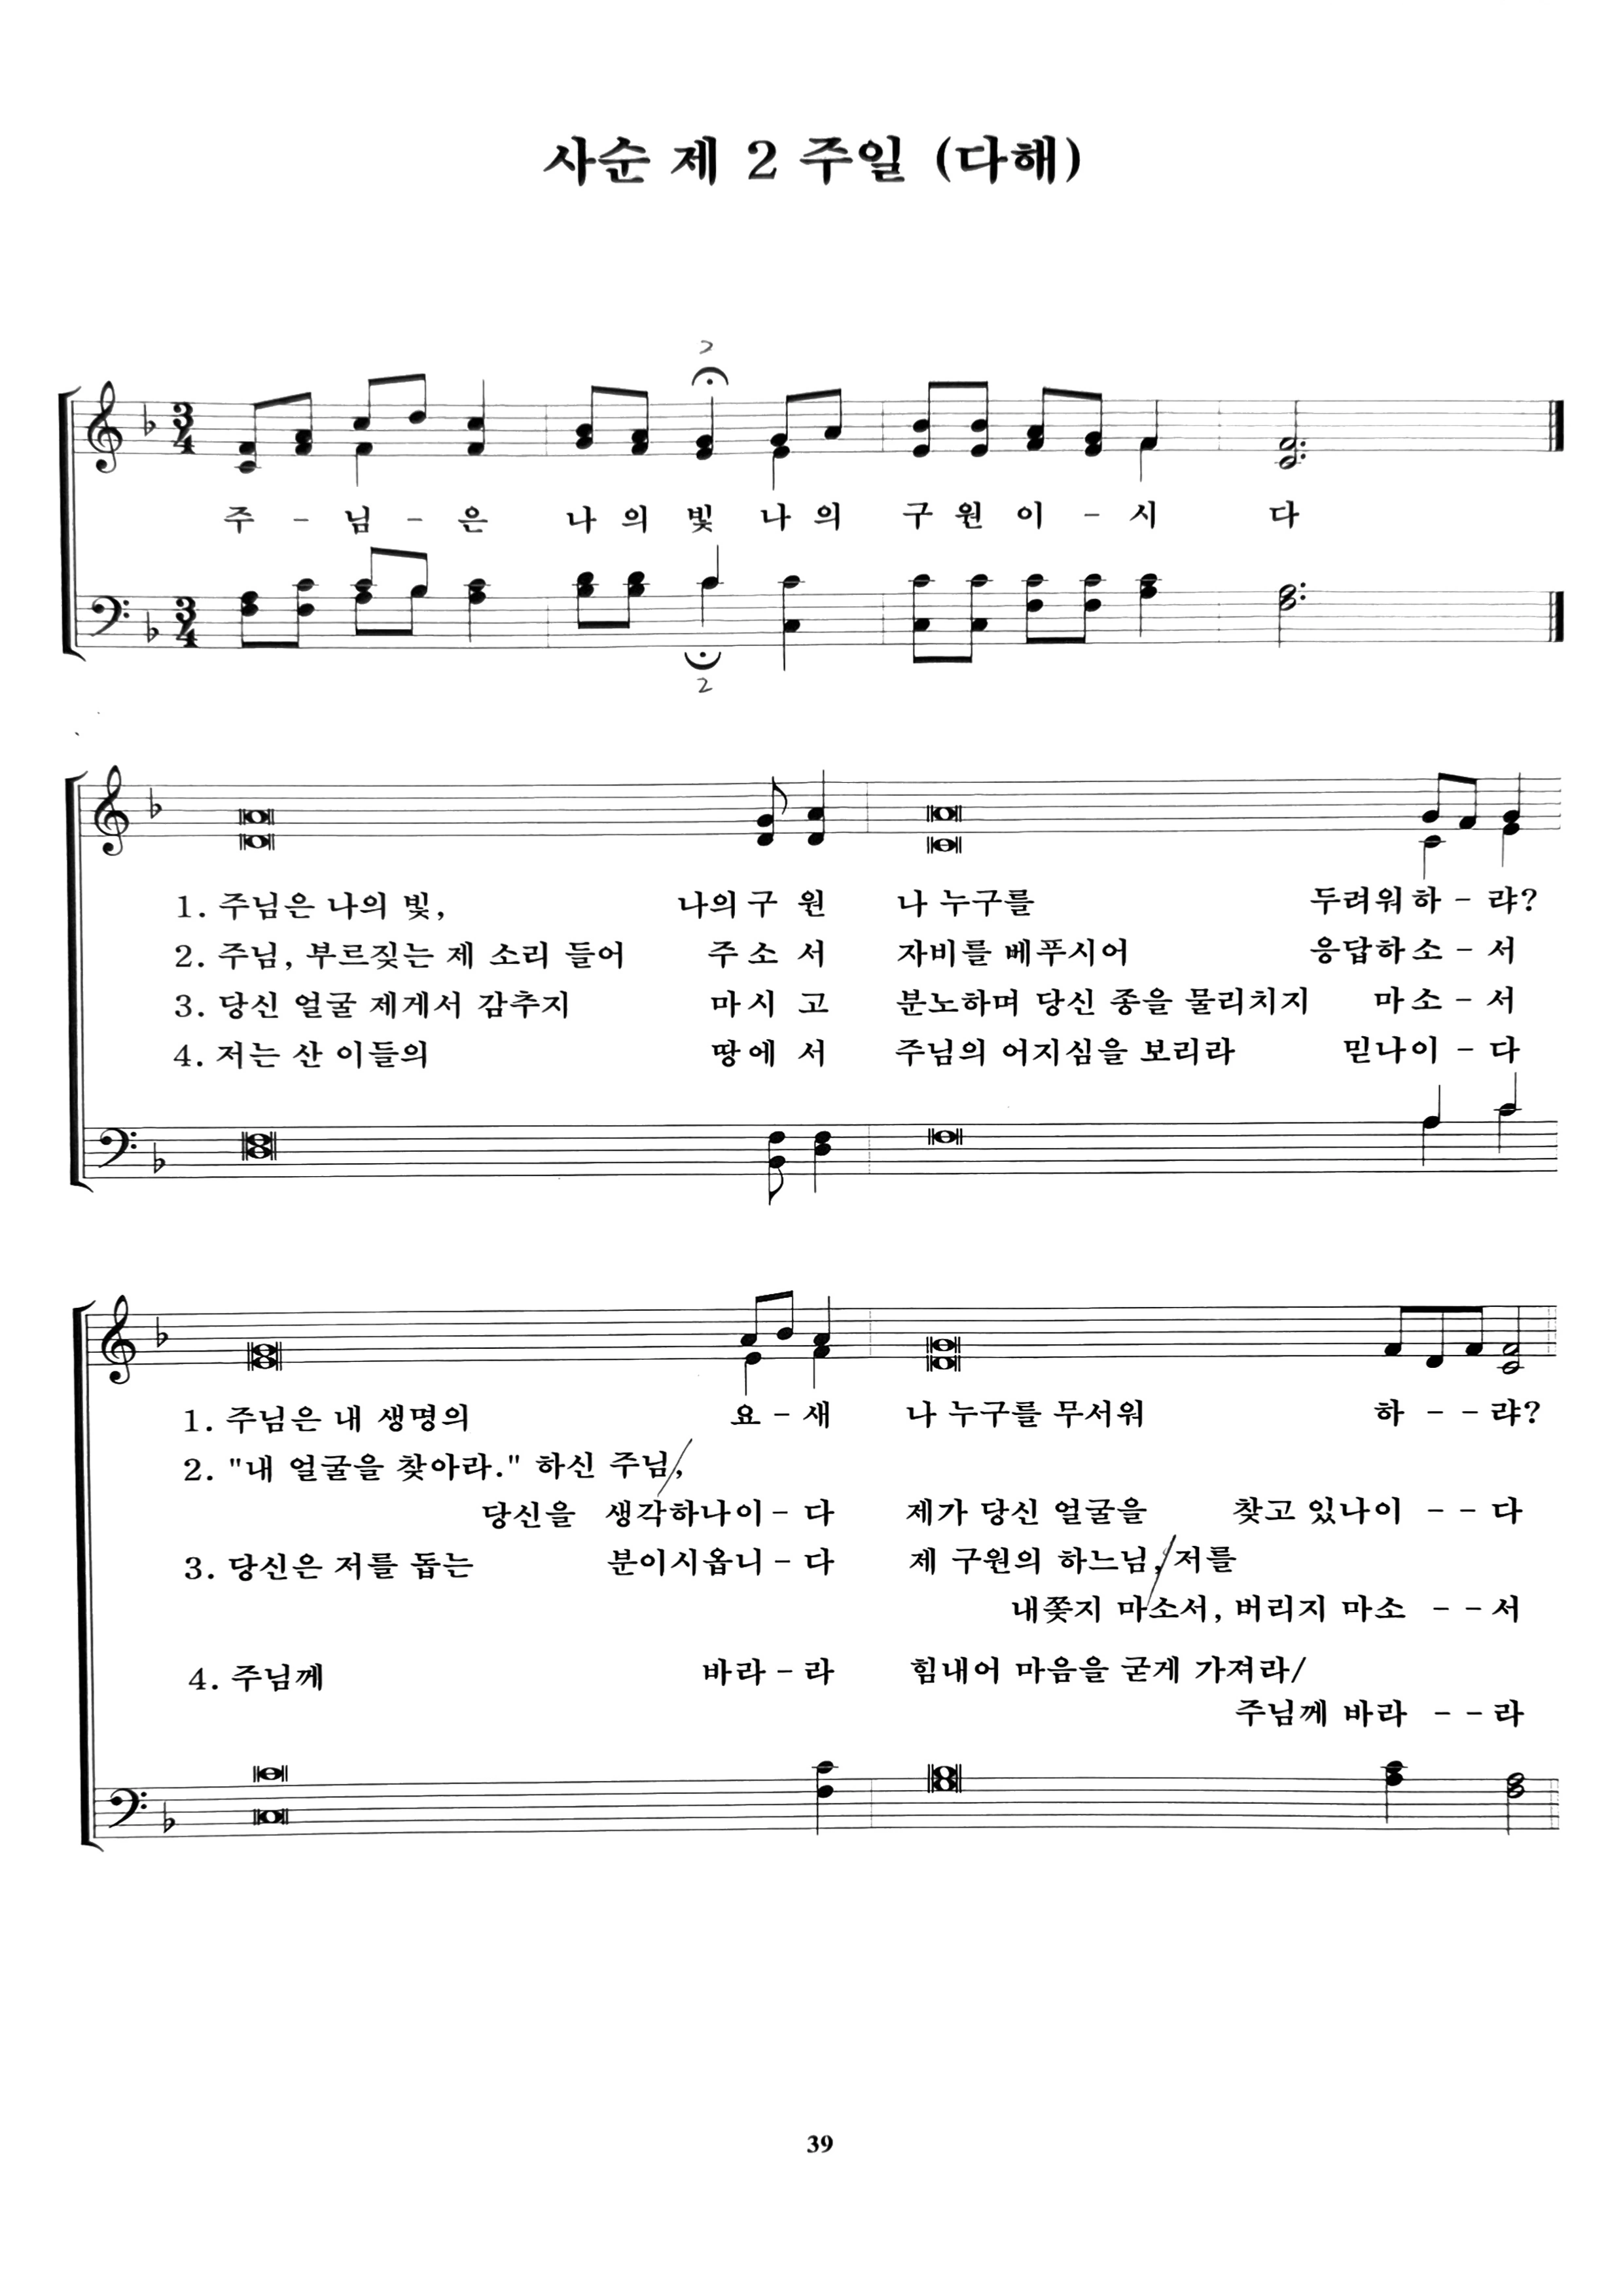 사순 제 2 주일 (다해)
2
3 4
주 - 님 - 은 나 의 빛 나 의 구 원 이 - 시 다
3 4
2
1. 주님은 나의 빛, 나의 구 원 나 누구를 두려워 하 - 랴?
2. 주님, 부르짖는 제 소리 들어 주 소 서 자비를 베푸시어 응답하소 - 서
3. 당신 얼굴 제게서 감추지 마 시 고 분노하며 당신 종을 물리치지 마소 - 서
4. 저는 산 이들의 땅에 서 주님의 어지심을 보리라 믿나이 - 다
1. 주님은 내 생명의 요 - 새 나 누구를 무서워 하 - - 랴?
2. "내 얼굴을 찾아라." 하신 주님,/
당신을 생각하나이 - 다 제가 당신 얼굴을 찾고 있나이 - - 다
3. 당신은 저를 돕는 분이시옵니 - 다 제 구원의 하느님,/ 저를
내쫓지 마소서, 버리지 마소 - - 서
4. 주님께 바라 - 라 힘내어 마음을 굳게 가져라/
주님께 바라 - - 라
39